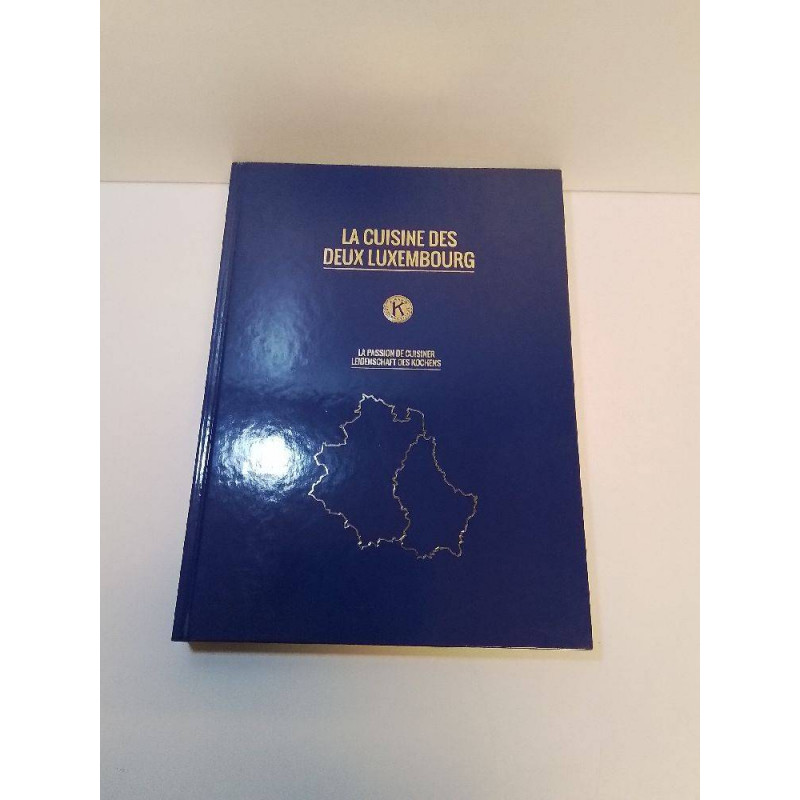 LA CUISINE DES
DEUX LUXEMBOURG
K
LA PASSION DE CUISINER
LEIDENSCHAFT DES KOCHENS